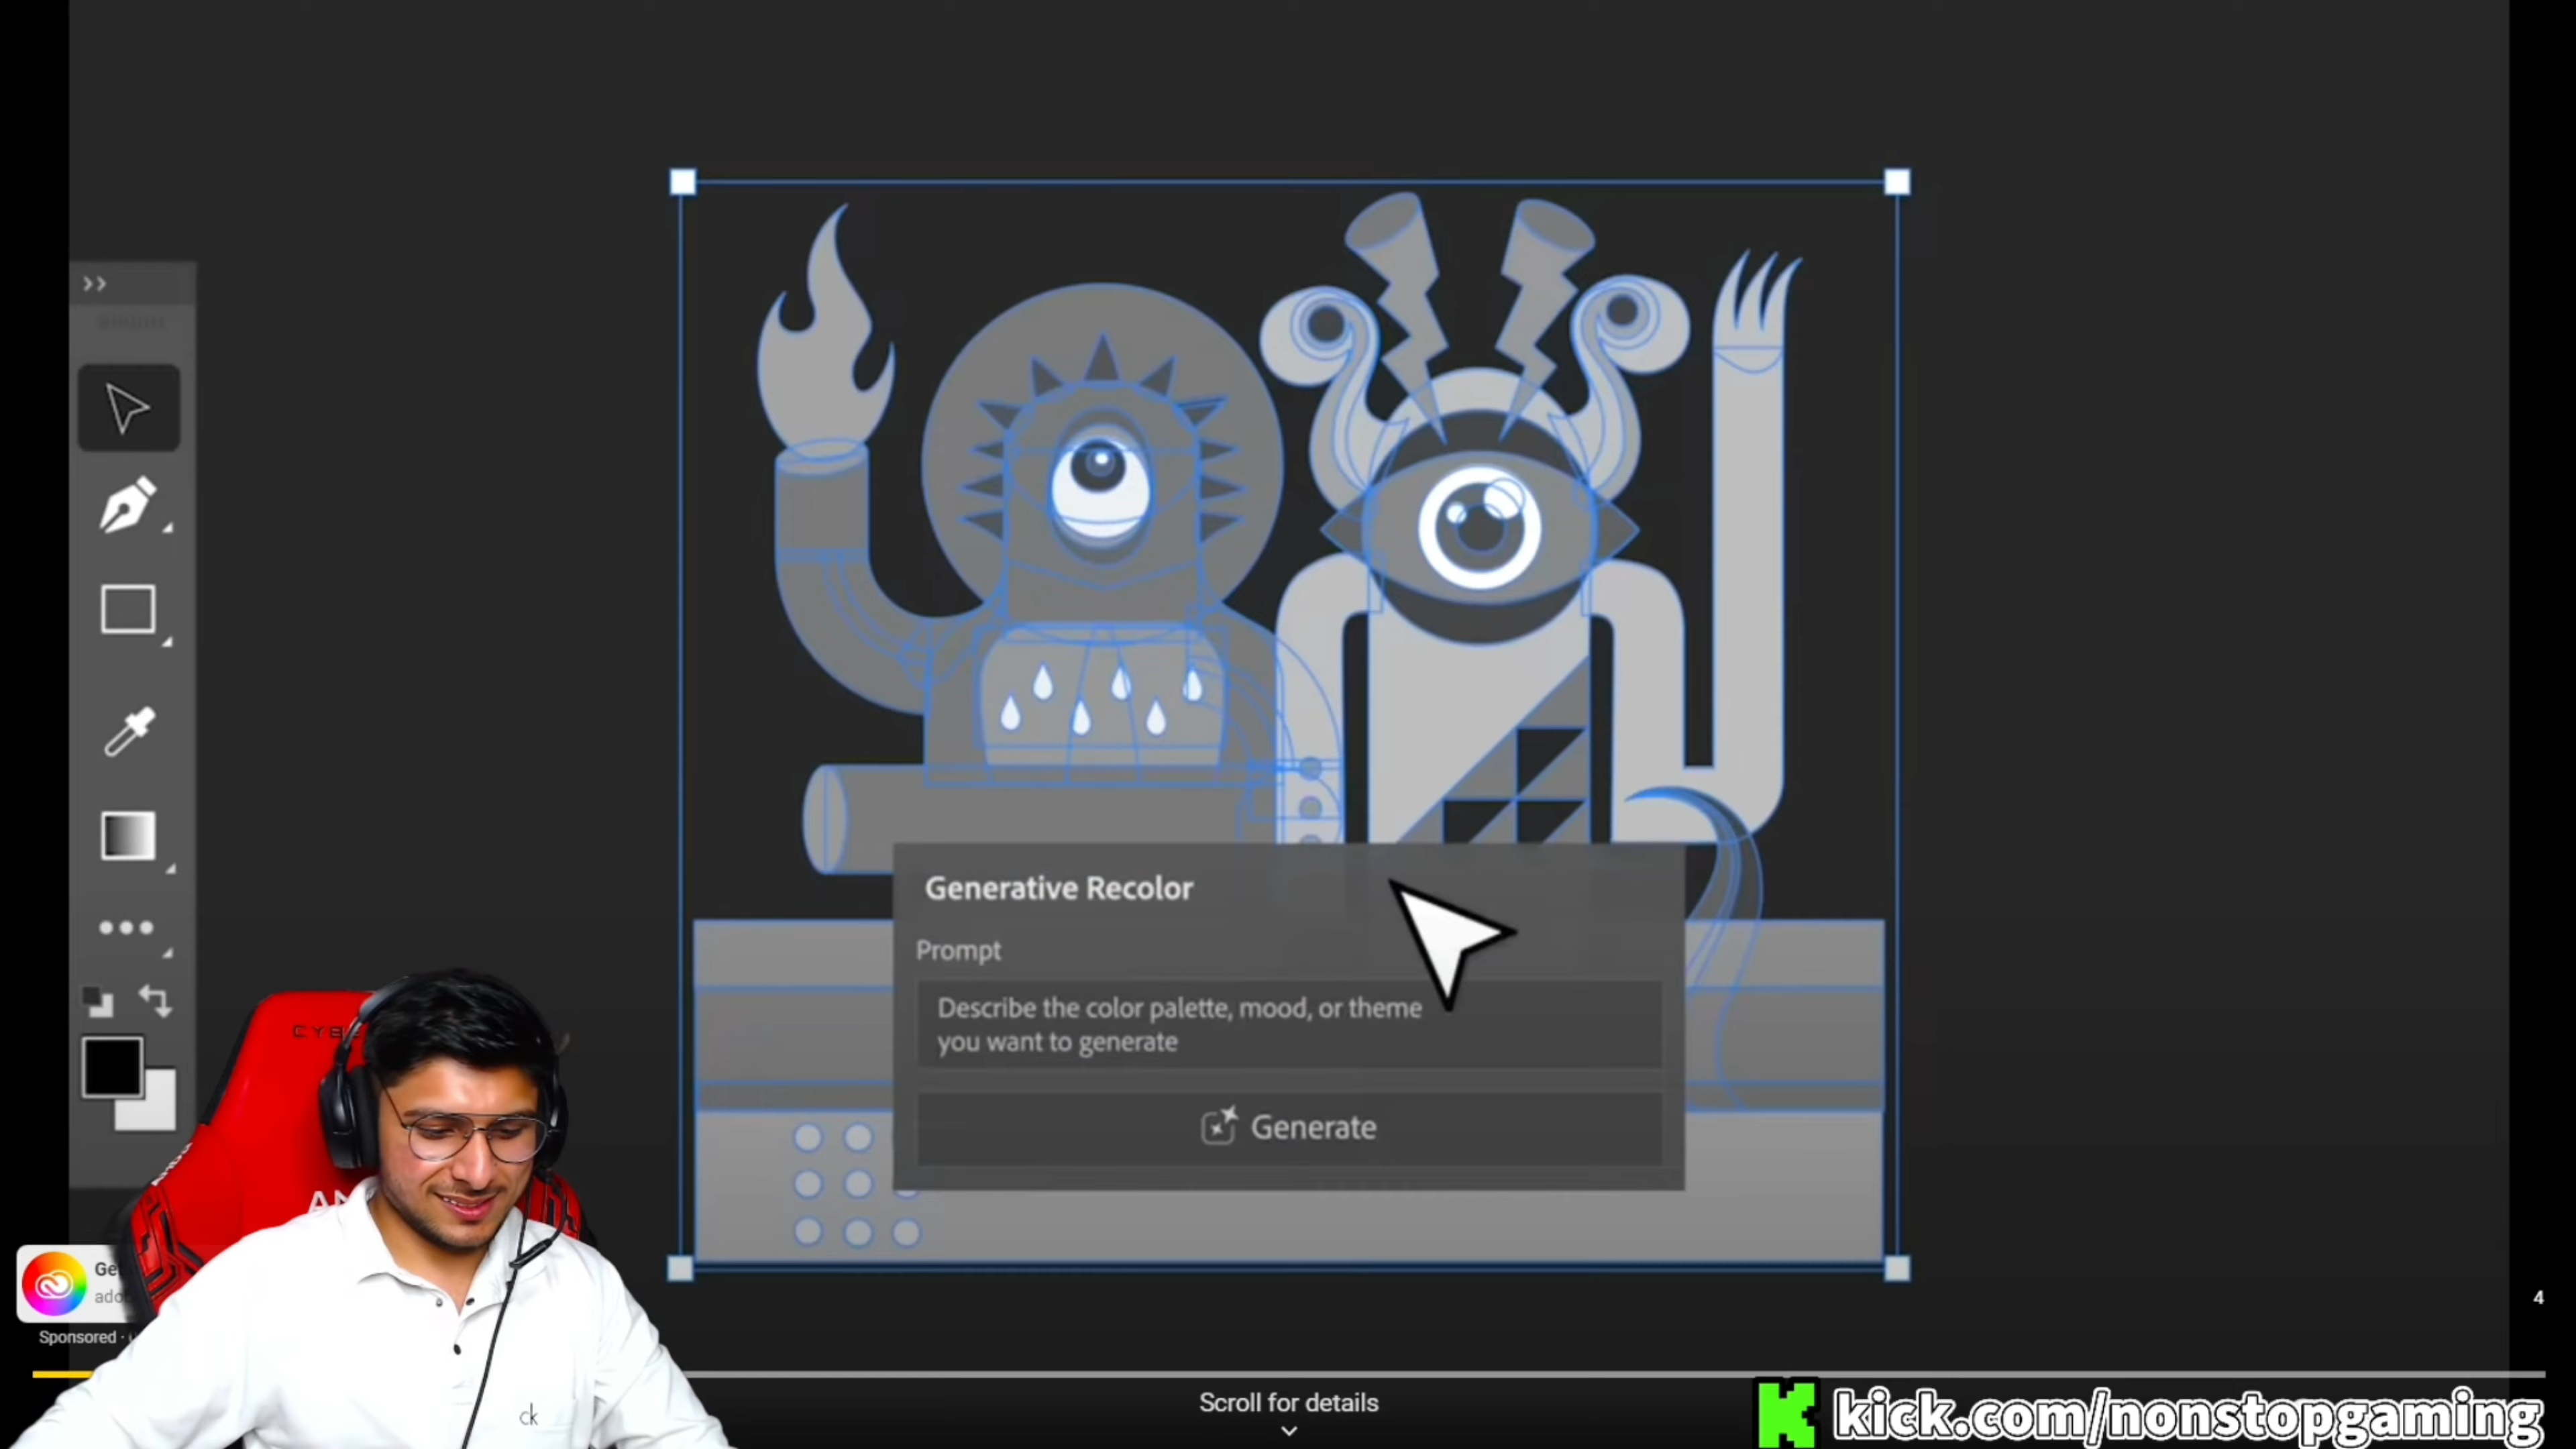 Generative Recolor
Prompt
Describe the color palette, mood, or theme
you want to generate
Generate
ck
4
Sponsored ·
Scroll for details
kick.com/nonstopgaming